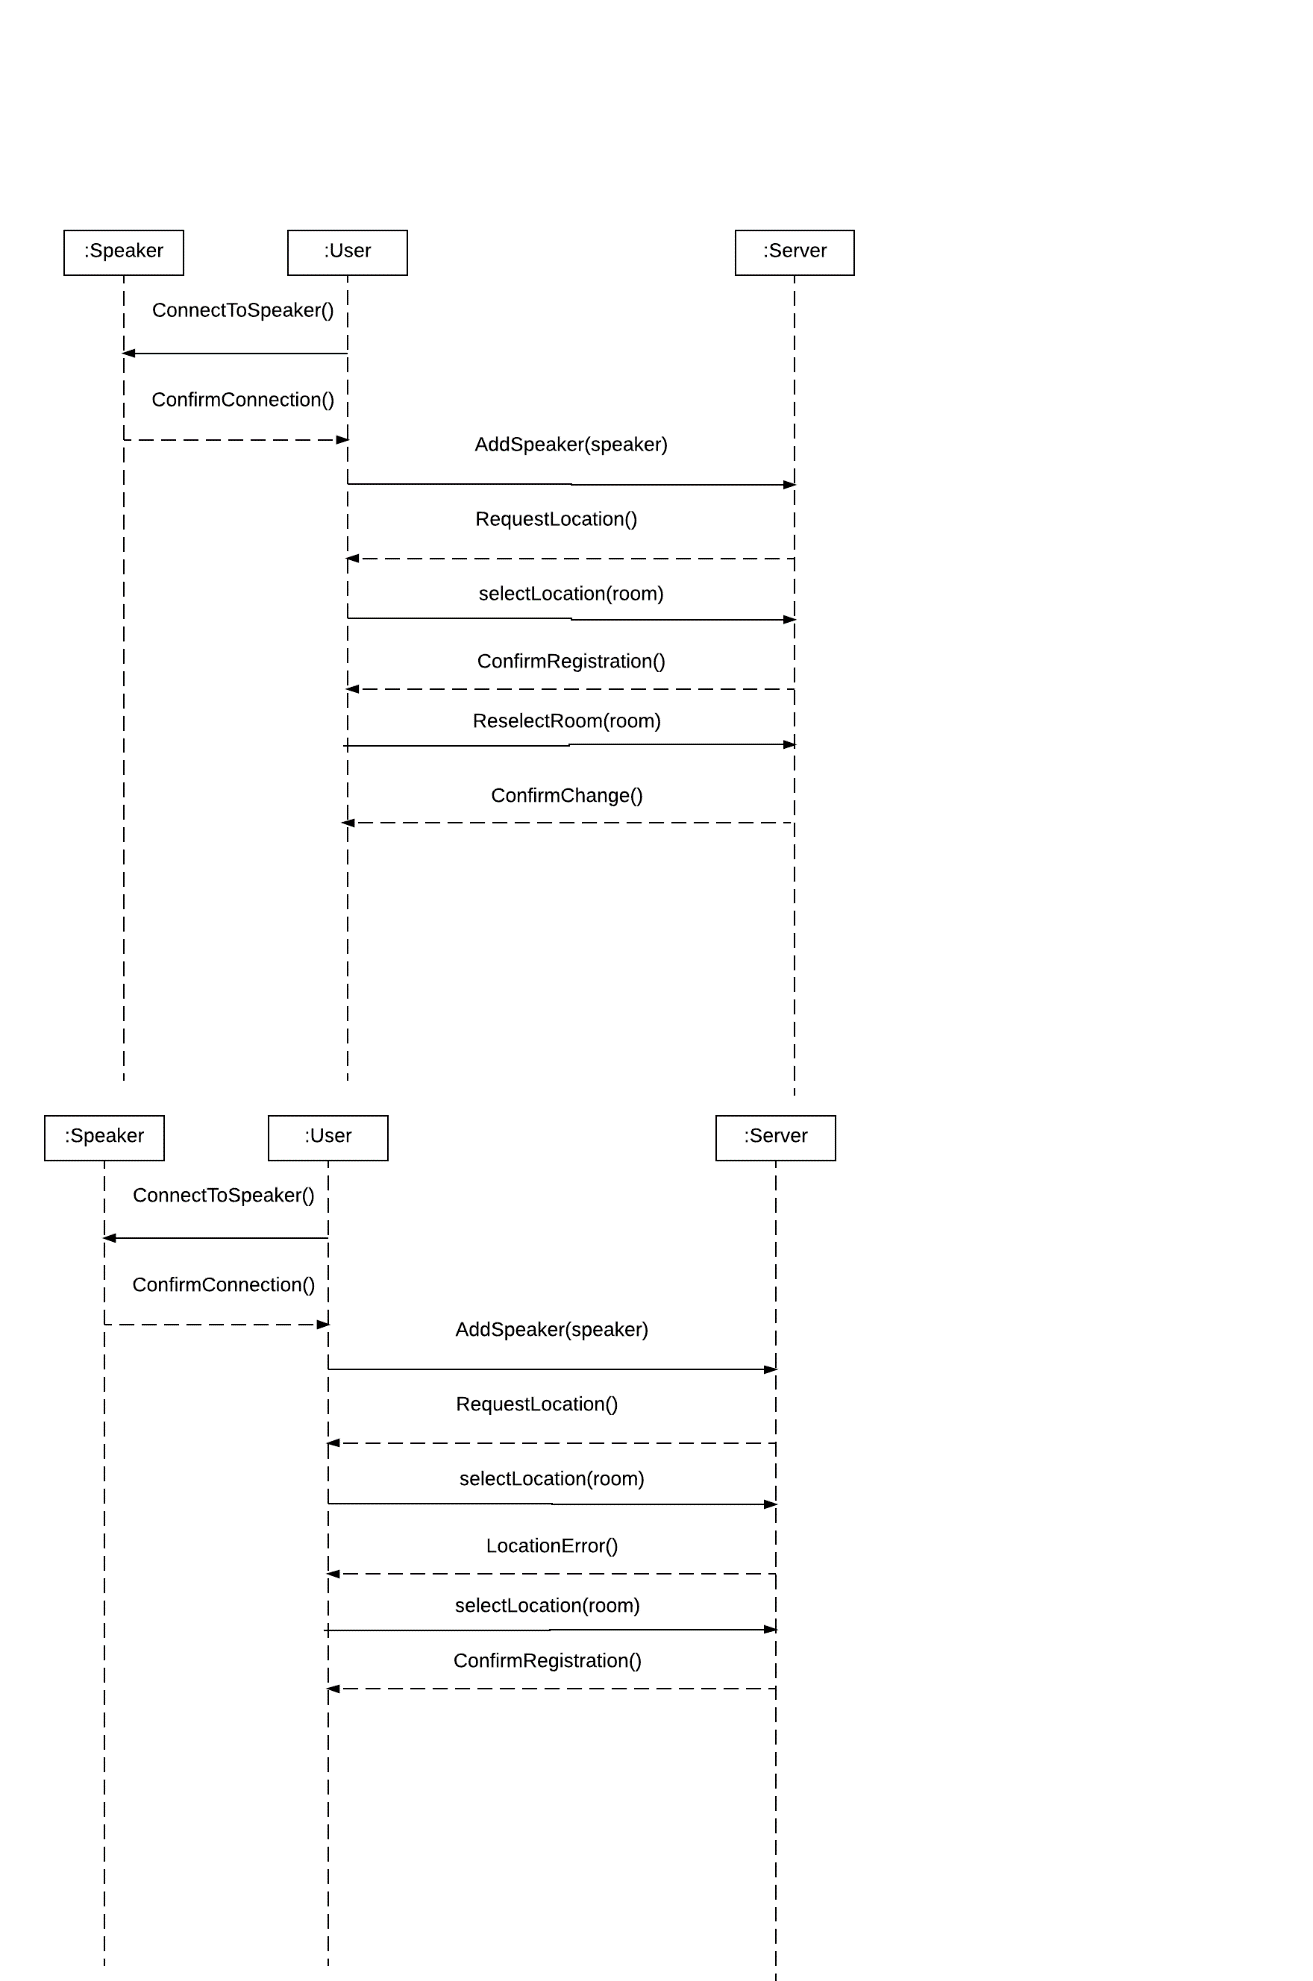 :Speaker
:User
:Server
ConnectToSpeaker()
ConfirmConnection()
AddSpeaker(speaker)
RequestLocation()
selectLocation(room)
ConfirmRegistration()
ReselectRoom(room)
ConfirmChange()
:Speaker
:User
:Server
ConnectToSpeaker()
ConfirmConnection()
AddSpeaker(speaker)
RequestLocation()
selectLocation(room)
LocationError()
selectLocation(room)
ConfirmRegistration()